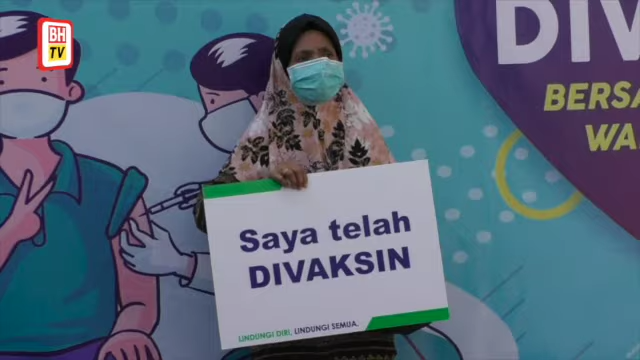 BH
TV
DIV
BERSA
WA
Saya telah
DIVAKSIN
LINDUNGI DIRI, LINDUNGI SEMUA.